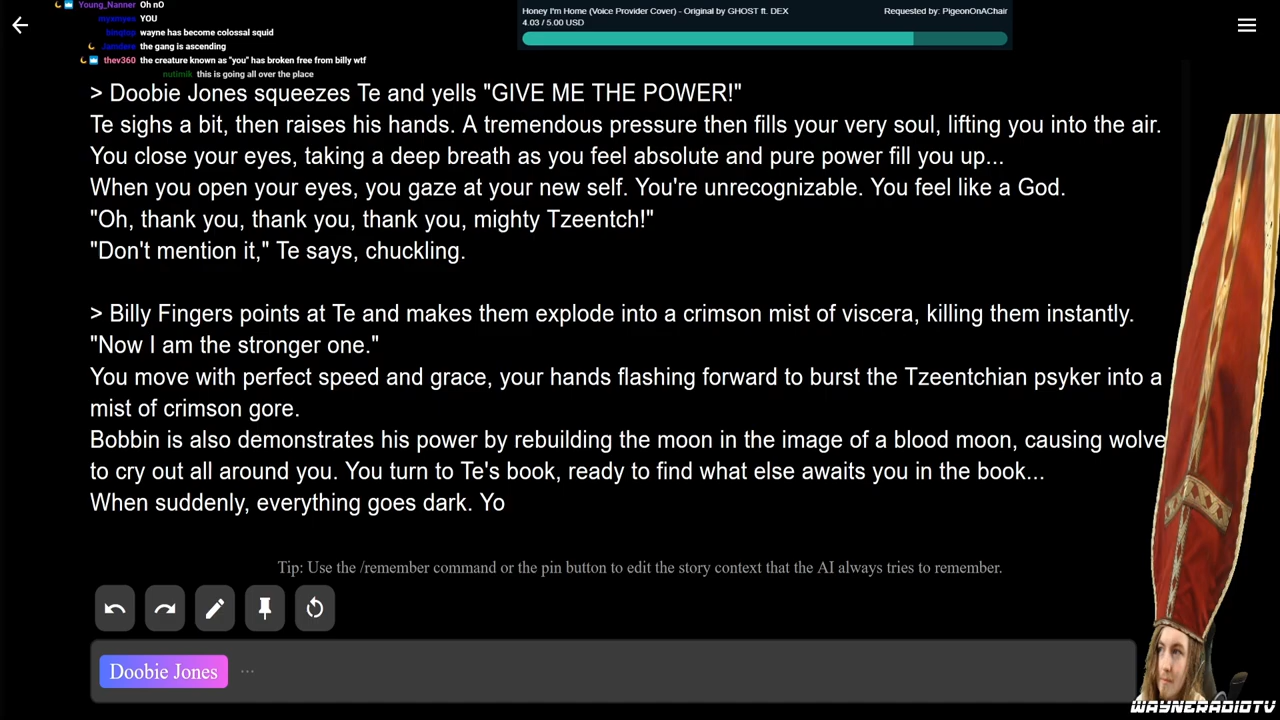 Young_Nanner Oh nO
myamyes YOU
binqtop wayne has become colossal squid
Jamdere the gang is ascending
thev360 the creature known as "you" has broken free from billy wtf
nutimik this is going all over the place
Honey I'm Home (Voice Provider Cover) - Original by GHOST ft. DEX
Requested by: PigeonOnAChair
4.03 / 5.00 USD
> Doobie Jones squeezes Te and yells "GIVE ME THE POWER!"
Te sighs a bit, then raises his hands. A tremendous pressure then fills your very soul, lifting you into the air.
You close your eyes, taking a deep breath as you feel absolute and pure power fill you up...
When you open your eyes, you gaze at your new self. You're unrecognizable. You feel like a God.
"Oh, thank you, thank you, thank you, mighty Tzeentch!"
"Don't mention it," Te says, chuckling.
> Billy Fingers points at Te and makes them explode into a crimson mist of viscera, killing them instantly.
"Now I am the stronger one."
You move with perfect speed and grace, your hands flashing forward to burst the Tzeentchian psyker into a
mist of crimson gore.
Bobbin is also demonstrates his power by rebuilding the moon in the image of a blood moon, causing wolve
to cry out all around you. You turn to Te's book, ready to find what else awaits you in the book...
When suddenly, everything goes dark. Yo
Tip: Use the /remember command or the pin button to edit the story context that the AI always tries to remember.
Doobie Jones ...
WAYNERADIOTV